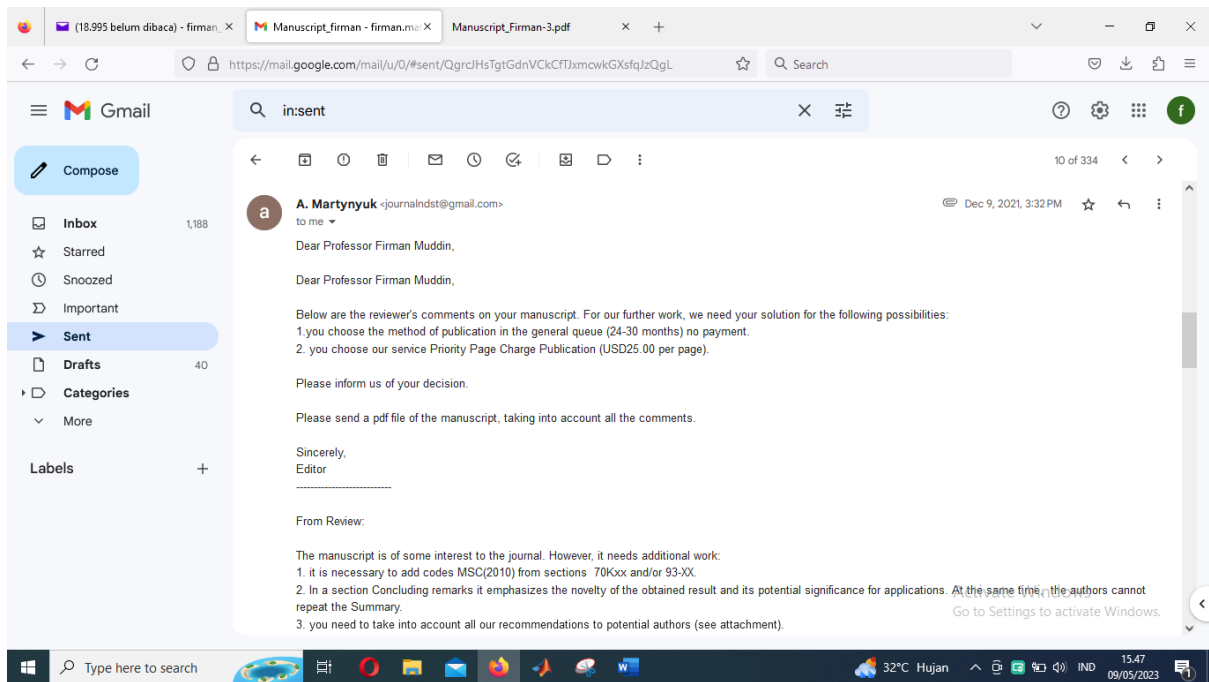 (18.995 belum dibaca) - firman_
Manuscript_firman - firman.ma
Manuscript_Firman-3.pdf
https://mail.google.com/mail/u/0/#sent/QgrcJHsTgtGdnVCkCfTJxmcwkGXsfqJzQgL
Search
Gmail
in:sent
f
Compose
10 of 334
Inbox 1,188
Starred
Snoozed
Important
Sent
Drafts 40
Categories
More
Labels
a
A. Martynyuk <journalndst@gmail.com>
Dec 9, 2021, 3:32 PM
to me
Dear Professor Firman Muddin,
Dear Professor Firman Muddin,
Below are the reviewer's comments on your manuscript. For our further work, we need your solution for the following possibilities:
1.you choose the method of publication in the general queue (24-30 months) no payment.
2. you choose our service Priority Page Charge Publication (USD25.00 per page).
Please inform us of your decision.
Please send a pdf file of the manuscript, taking into account all the comments.
Sincerely,
Editor
---------------------------
From Review:
The manuscript is of some interest to the journal. However, it needs additional work:
1. it is necessary to add codes MSC(2010) from sections 70Kxx and/or 93-XX.
2. In a section Concluding remarks it emphasizes the novelty of the obtained result and its potential significance for applications. At the same time, the authors cannot
repeat the Summary.
3. you need to take into account all our recommendations to potential authors (see attachment).
Activate Windows
Go to Settings to activate Windows.
Type here to search
32°C Hujan
IND
15.47
09/05/2023
1